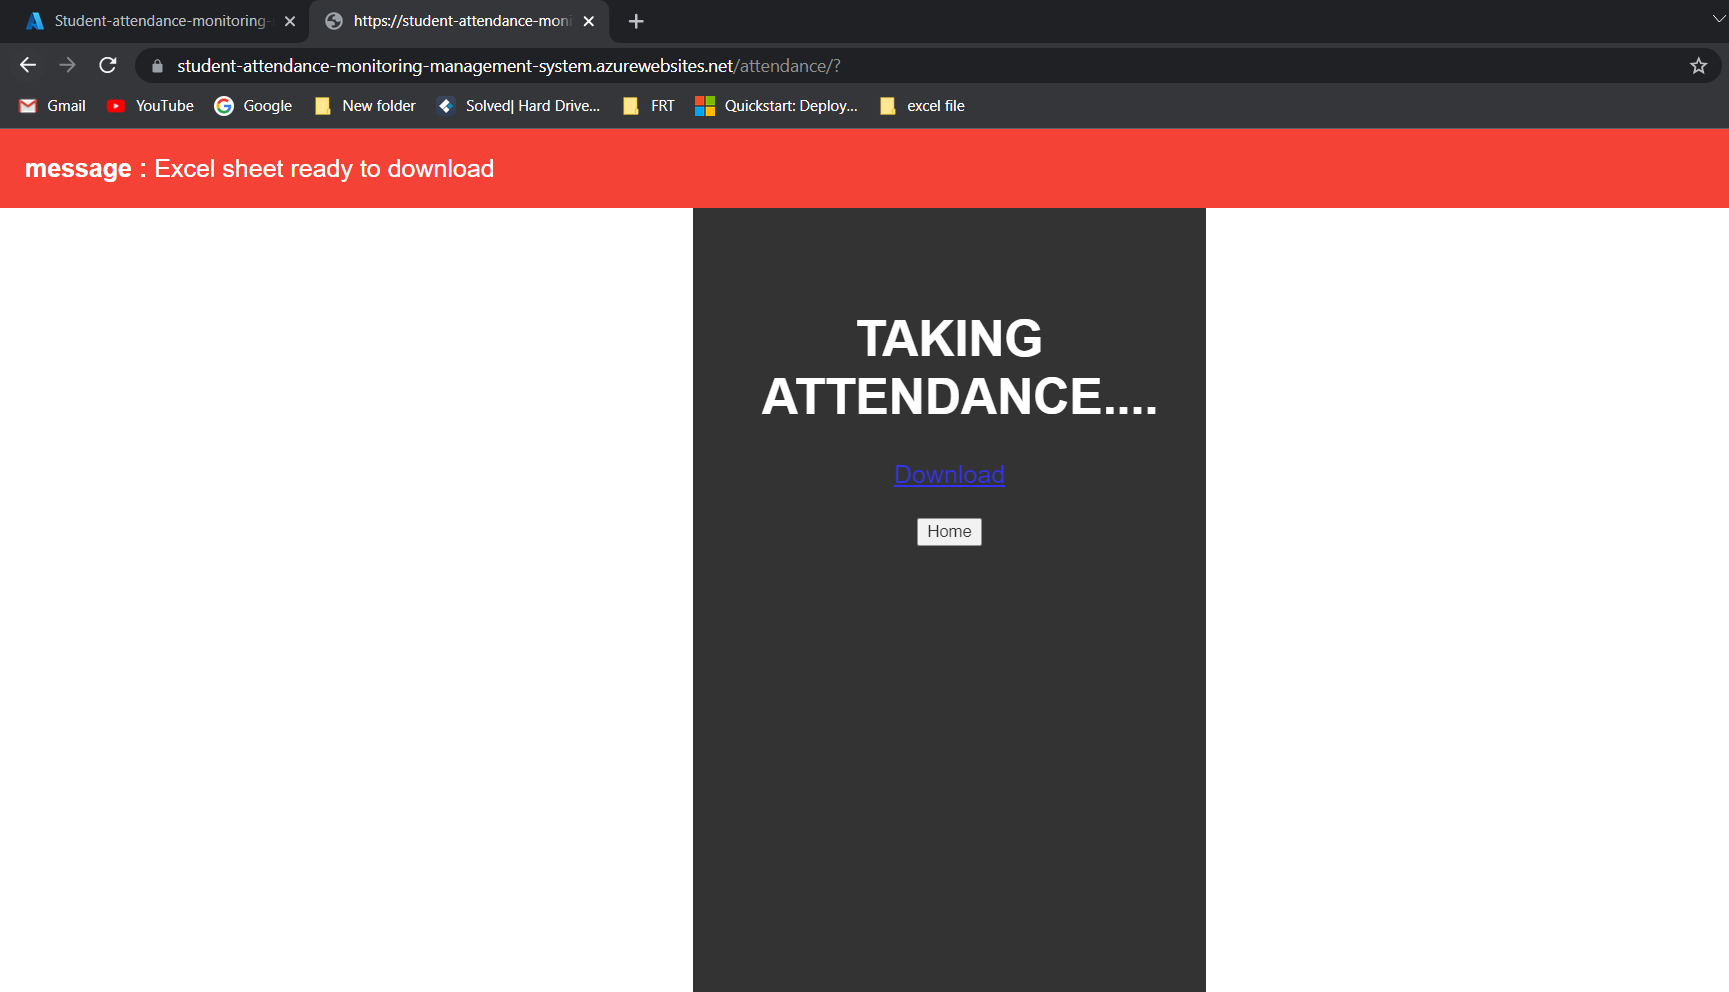 Student-attendance-monitoring-
https://student-attendance-moni
student-attendance-monitoring-management-system.azurewebsites.net/attendance/?
Gmail YouTube Google New folder Solved| Hard Drive... FRT Quickstart: Deploy... excel file
message : Excel sheet ready to download
TAKING
ATTENDANCE....
Download
Home